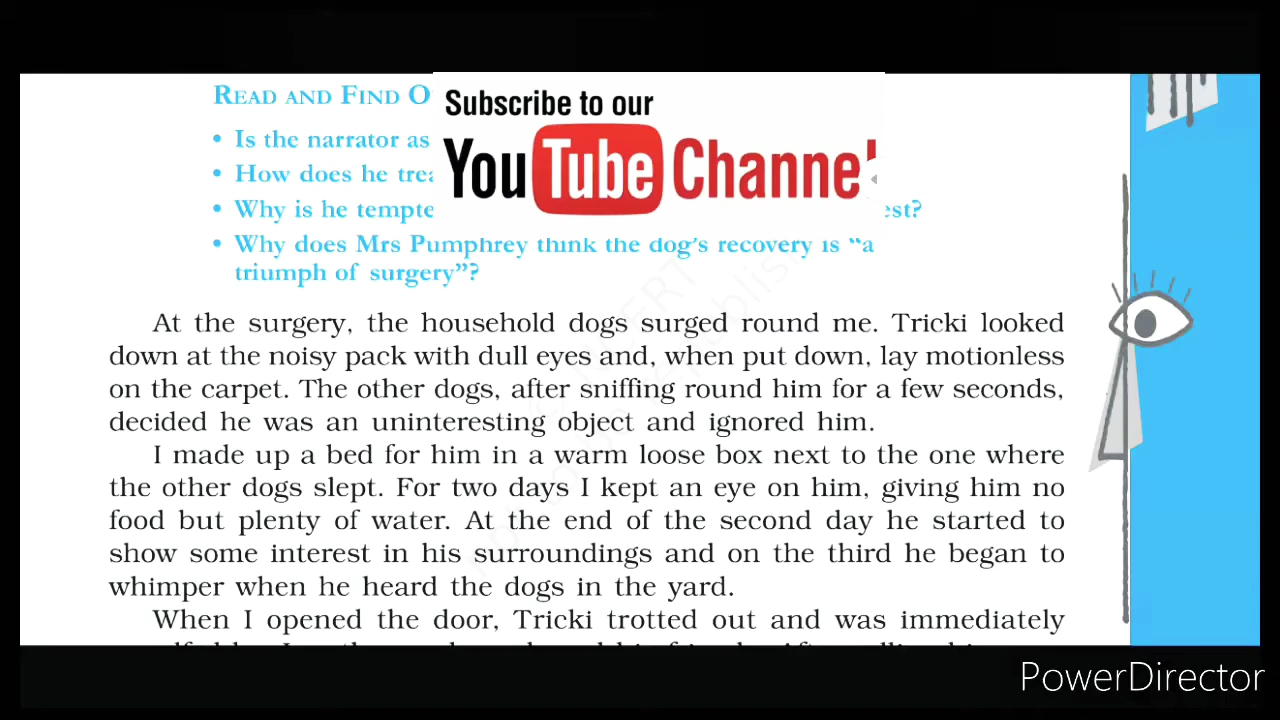 READ AND FIND O
Subscribe to our
YouTube Channel
• Is the narrator as
• How does he
• Why is he
• Why does Mrs Pumphrey think the dog's recovery is "a
triumph of surgery"?
At the surgery, the household dogs surged round me. Tricki looked
down at the noisy pack with dull eyes and, when put down, lay motionless
on the carpet. The other dogs, after sniffing round him for a few seconds,
decided he was an uninteresting object and ignored him.
I made up a bed for him in a warm loose box next to the one where
the other dogs slept. For two days I kept an eye on him, giving him no
food but plenty of water. At the end of the second day he started to
show some interest in his surroundings and on the third he began to
whimper when he heard the dogs in the yard.
When I opened the door, Tricki trotted out and was immediately
PowerDirector